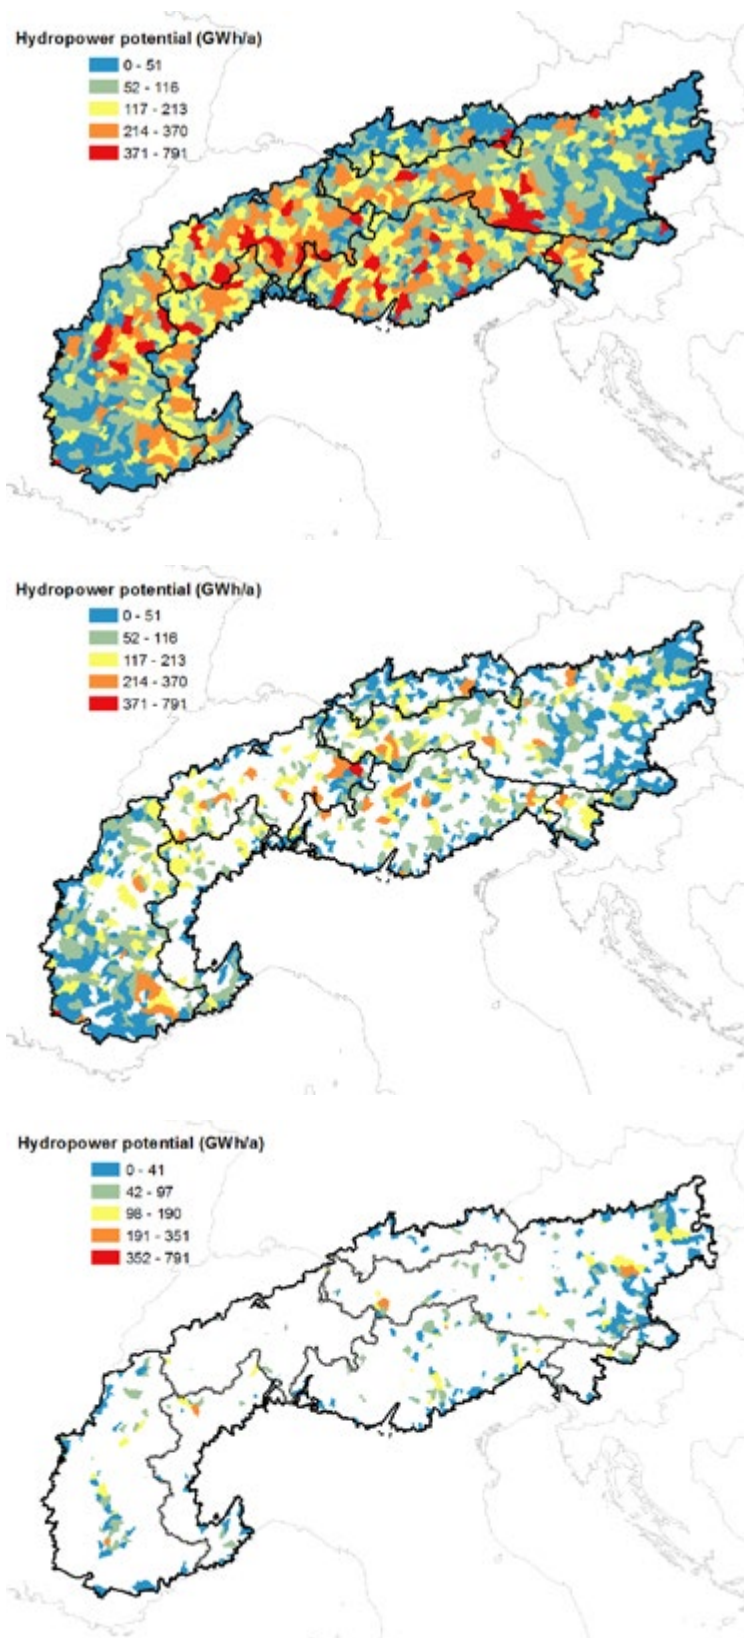 Hydropower potential (GWh/a)
0 - 51
52 - 116
117 - 213
214 - 370
371 - 791
Hydropower potential (GWh/a)
0 - 51
52 - 116
117 - 213
214 - 370
371 - 791
Hydropower potential (GWh/a)
0 - 41
42 - 97
98 - 190
191 - 351
352 - 791